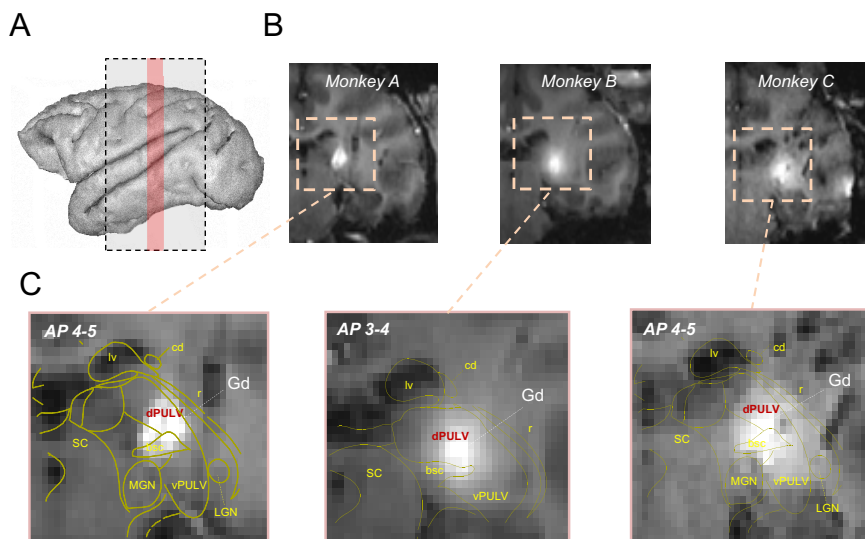 A
B
Monkey A
Monkey B
Monkey C
C
AP 4-5
lv
cd
r
Gd
dPULV
SC
bsc
MGN
vPULV
LGN
AP 3-4
cd
lv
Gd
dPULV
r
SC
bsc
vPULV
AP 4-5
lv
cd
r
Gd
dPULV
SC
bsc
MGN
vPULV
LGN